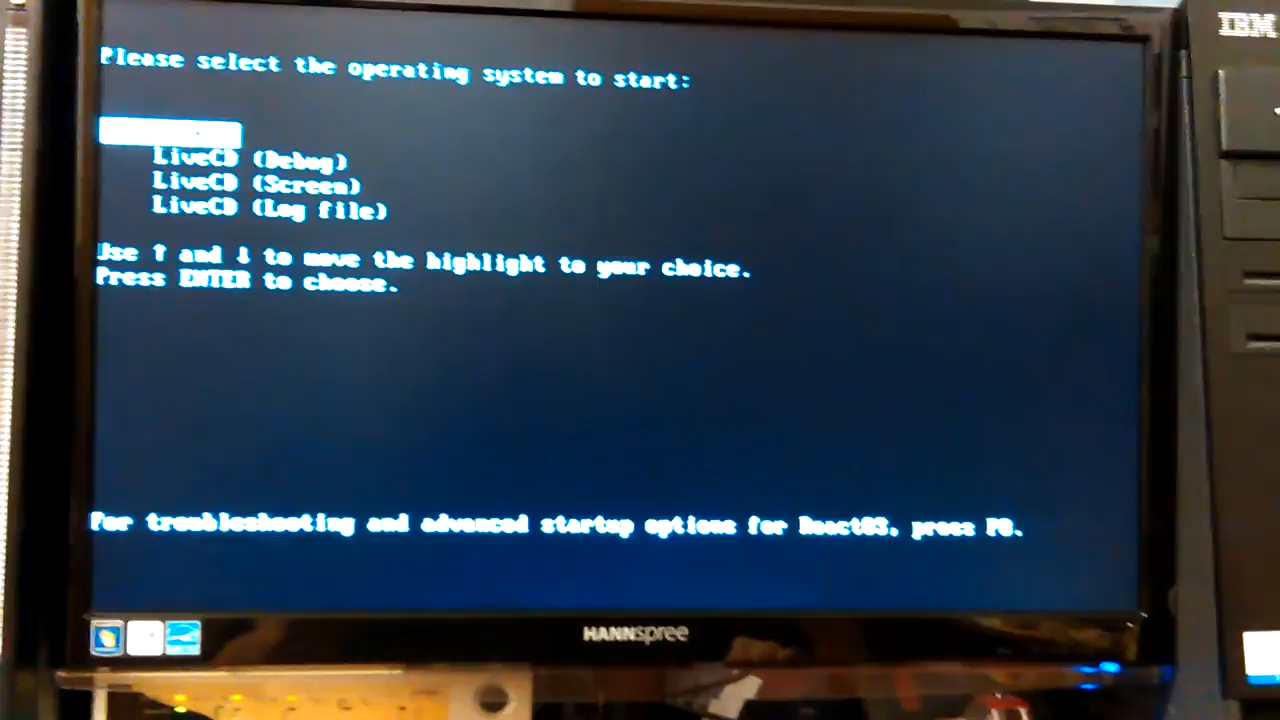 Please select the operating system to start:
LiveCD (Debug)
LiveCD (Screen)
LiveCD (Log file)
Use ↑ and ↓ to move the highlight to your choice.
Press ENTER to choose.
For troubleshooting and advanced startup options for ReactOS, press F8.
HANNspree
IBM